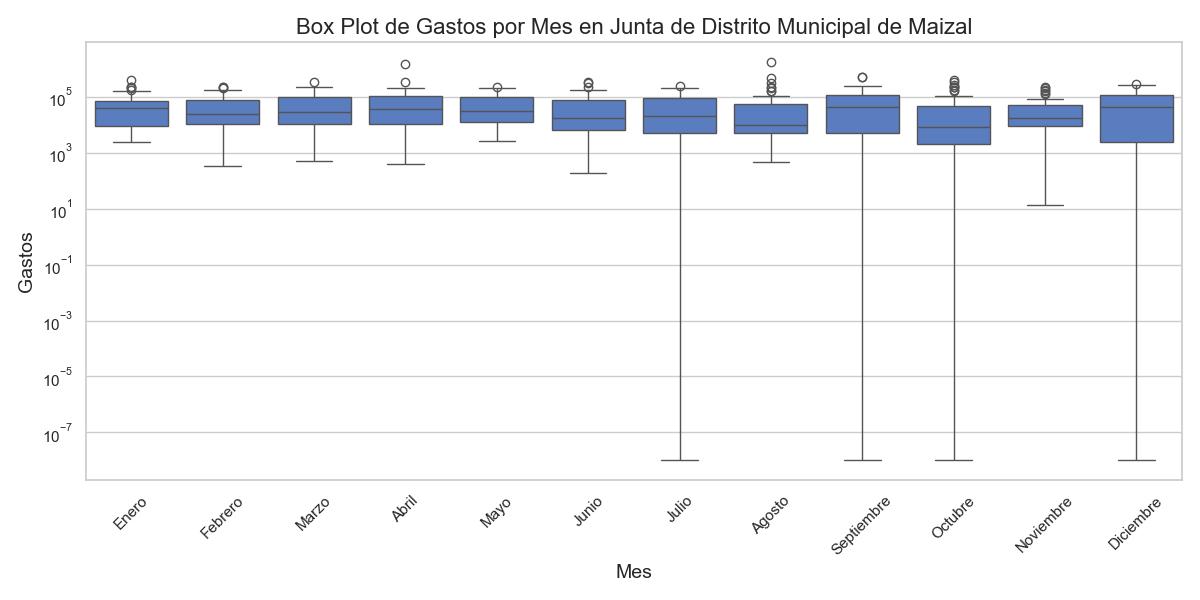 Box Plot de Gastos por Mes en Junta de Distrito Municipal de Maizal
Gastos
10^5
10^3
10^1
10^−1
10^−3
10^−5
10^−7
Enero
Febrero
Marzo
Abril
Mayo
Junio
Julio
Agosto
Septiembre
Octubre
Noviembre
Diciembre
Mes